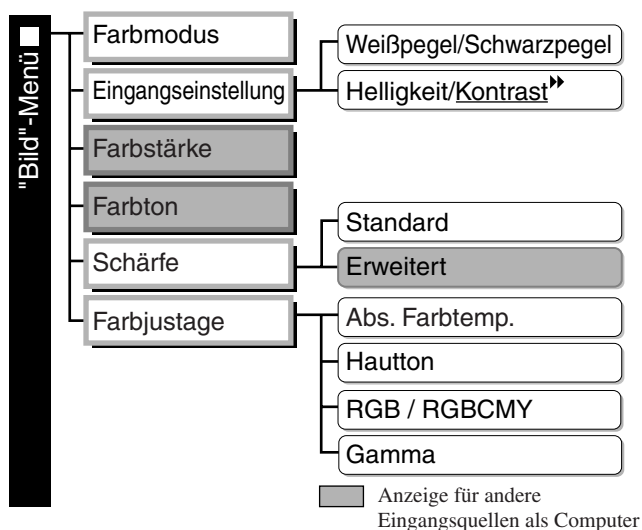 "Bild"-Menü
Farbmodus
Eingangseinstellung
Weißpegel/Schwarzpegel
Helligkeit/Kontrast
Farbstärke
Farbton
Schärfe
Standard
Erweitert
Farbjustage
Abs. Farbtemp.
Hautton
RGB / RGBCMY
Gamma
Anzeige für andere
Eingangsquellen als Computer